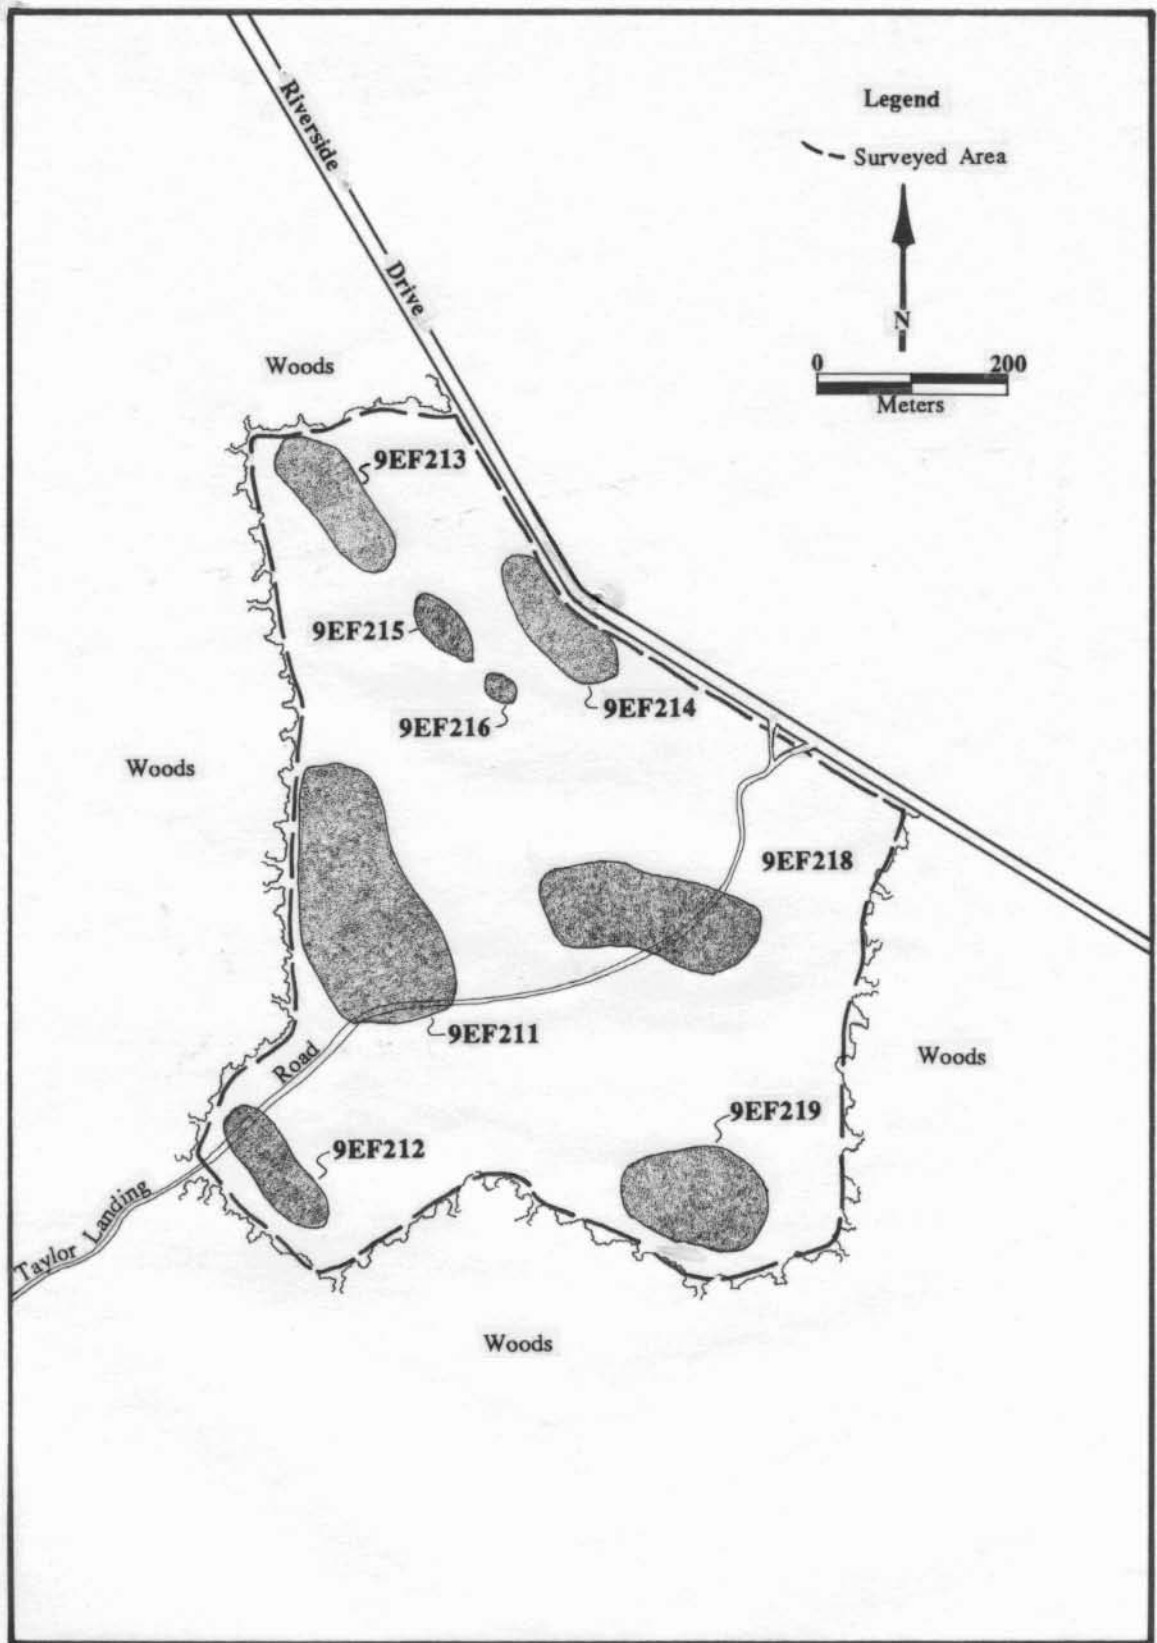 Riverside Drive
Legend
Surveyed Area
N
0 200
Meters
Woods
9EF213
9EF215
9EF214
9EF216
Woods
9EF218
9EF211
Woods
9EF219
9EF212
Taylor Landing Road
Woods